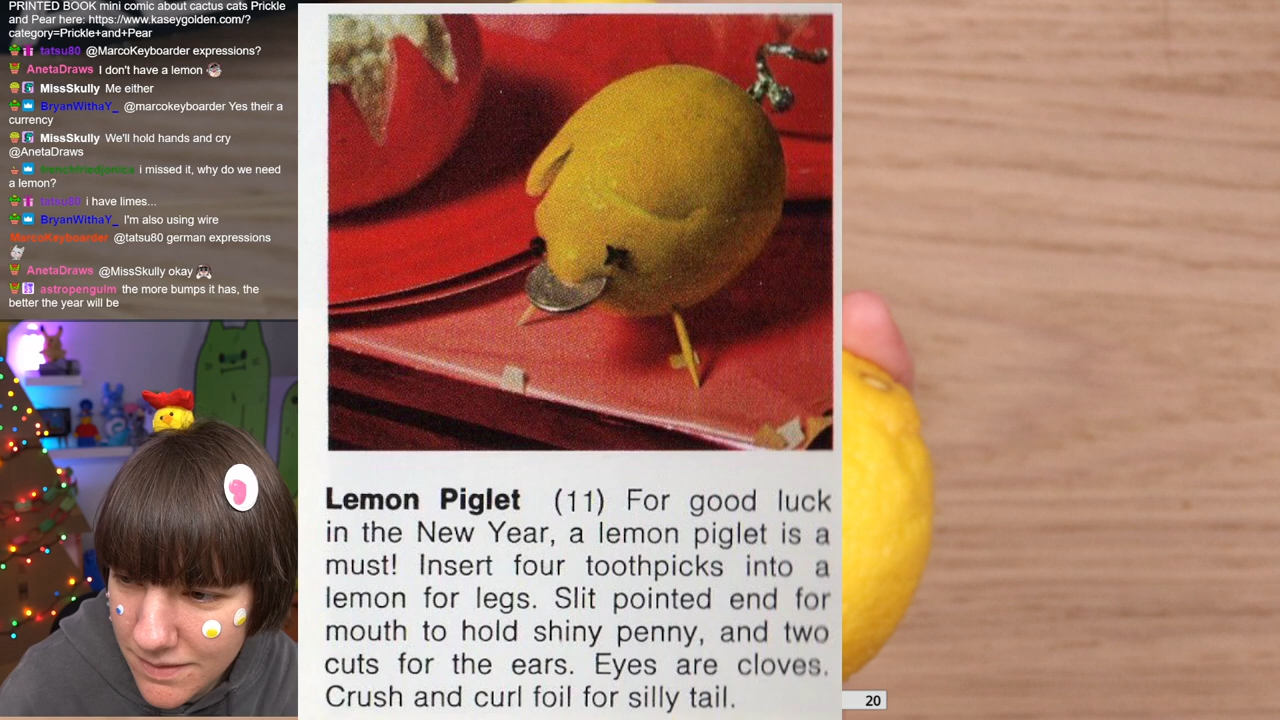 PRINTED BOOK mini comic about cactus cats Prickle
and Pear here: https://www.kaseygolden.com/?
category=Prickle+and+Pear
tatsu80 @MarcoKeyboarder expressions?
AnetaDraws I don't have a lemon
MissSkully Me either
BryanWithaY_ @marcokeyboarder Yes their a
currency
MissSkully We'll hold hands and cry
@AnetaDraws
frenchfriedjerica i missed it, why do we need
a lemon?
tatsu80 i have limes...
BryanWithaY_ I'm also using wire
MarcoKeyboarder @tatsu80 german expressions
AnetaDraws @MissSkully okay
astropenguim the more bumps it has, the
better the year will be
Lemon Piglet (11) For good luck
in the New Year, a lemon piglet is a
must! Insert four toothpicks into a
lemon for legs. Slit pointed end for
mouth to hold shiny penny, and two
cuts for the ears. Eyes are cloves.
Crush and curl foil for silly tail.
20